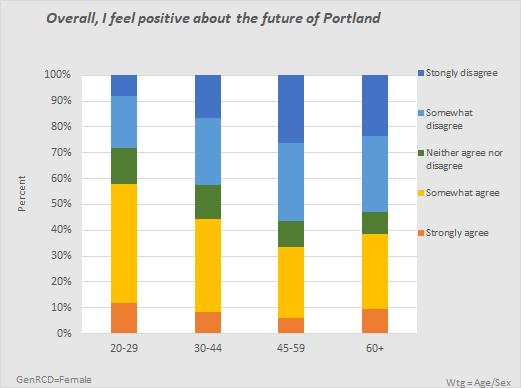 Overall, I feel positive about the future of Portland
100%
90%
80%
70%
60%
50%
40%
30%
20%
10%
0%
Percent
20-29
30-44
45-59
60+
Stongly disagree
Somewhat
disagree
Neither agree nor
disagree
Somewhat agree
Strongly agree
GenRCD=Female
Wtg = Age/Sex